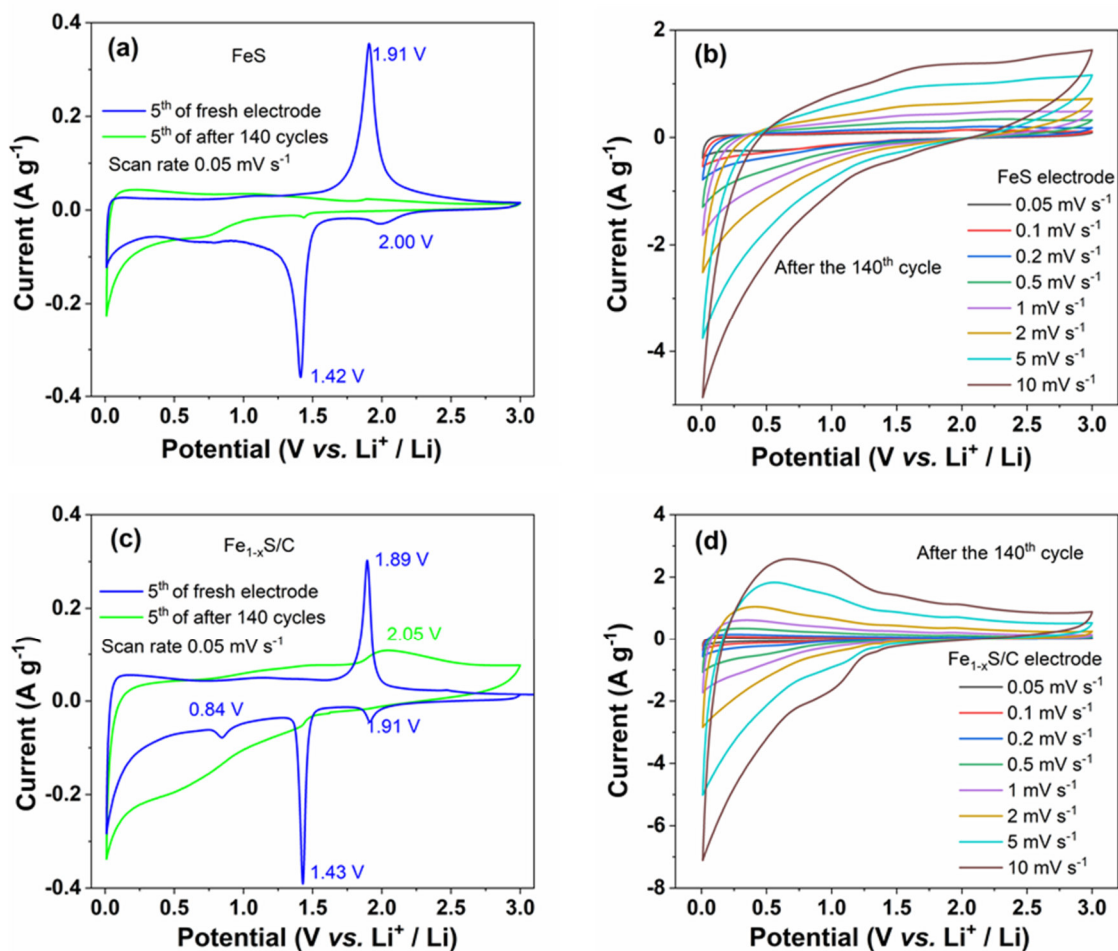 (a)
FeS
5th of fresh electrode
5th of after 140 cycles
Scan rate 0.05 mV s-1
1.91 V
2.00 V
1.42 V
0.4
0.2
0.0
-0.2
-0.4
Current (A g-1)
0.0 0.5 1.0 1.5 2.0 2.5 3.0
Potential (V vs. Li+ / Li)
(b)
FeS electrode
0.05 mV s-1
0.1 mV s-1
0.2 mV s-1
0.5 mV s-1
1 mV s-1
2 mV s-1
5 mV s-1
10 mV s-1
After the 140th cycle
2
0
-2
-4
Current (A g-1)
0.0 0.5 1.0 1.5 2.0 2.5 3.0
Potential (V vs. Li+ / Li)
(c)
Fe1-xS/C
5th of fresh electrode
5th of after 140 cycles
Scan rate 0.05 mV s-1
1.89 V
2.05 V
0.84 V
1.91 V
1.43 V
0.4
0.2
0.0
-0.2
-0.4
Current (A g-1)
0.0 0.5 1.0 1.5 2.0 2.5 3.0
Potential (V vs. Li+ / Li)
(d)
After the 140th cycle
Fe1-xS/C electrode
0.05 mV s-1
0.1 mV s-1
0.2 mV s-1
0.5 mV s-1
1 mV s-1
2 mV s-1
5 mV s-1
10 mV s-1
4
2
0
-2
-4
-6
-8
Current (A g-1)
0.0 0.5 1.0 1.5 2.0 2.5 3.0
Potential (V vs. Li+ / Li)